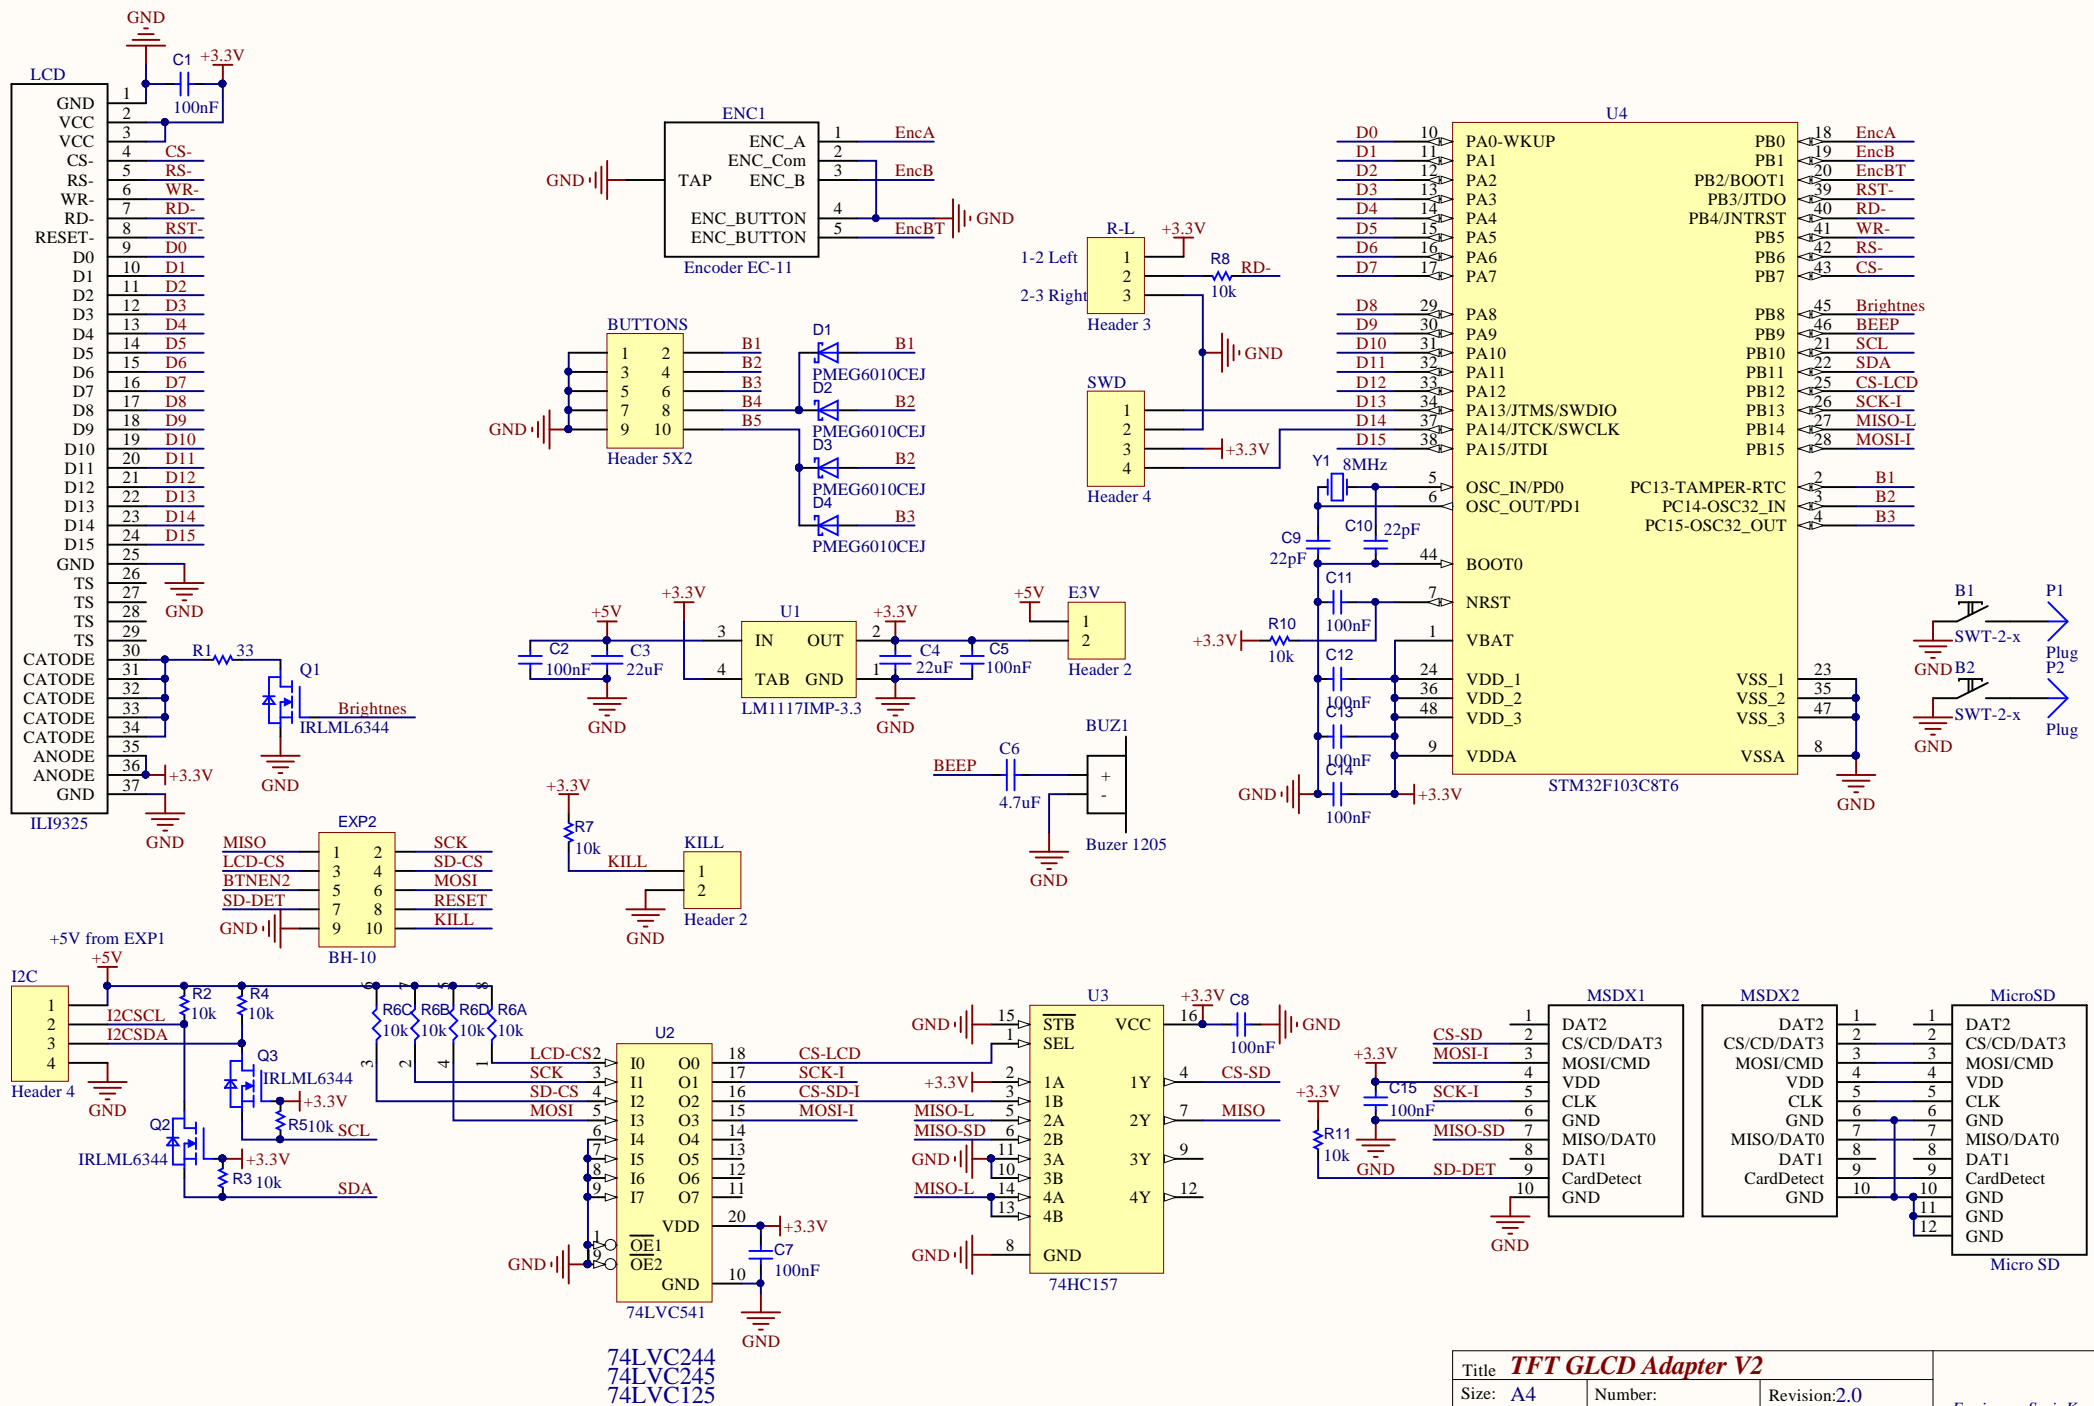 GND
C1
+3.3V
100nF
LCD
GND 1
VCC 2
VCC 3
CS- 4 CS-
RS- 5 RS-
WR- 6 WR-
RD- 7 RD-
RESET- 8 RST-
D0 9 D0
D1 10 D1
D2 11 D2
D3 12 D3
D4 13 D4
D5 14 D5
D6 15 D6
D7 16 D7
D8 17 D8
D9 18 D9
D10 19 D10
D11 20 D11
D12 21 D12
D13 22 D13
D14 23 D14
D15 24 D15
GND 25
TS 26
TS 27
TS 28
TS 29
CATODE 30
CATODE 31
CATODE 32
CATODE 33
CATODE 34
ANODE 35
ANODE 36 +3.3V
GND 37
ILI9325
GND
GND
R1 33
Q1
Brightnes
IRLML6344
GND
ENC1
ENC_A 1 EncA
ENC_Com 2
GND TAP ENC_B 3 EncB
ENC_BUTTON 4 GND
ENC_BUTTON 5 EncBT
Encoder EC-11
BUTTONS
1 2 B1
3 4 B2
5 6 B3
7 8 B4
GND 9 10 B5
Header 5X2
D1 B1
PMEG6010CEJ
D2 B2
PMEG6010CEJ
D3 B2
PMEG6010CEJ
D4 B3
PMEG6010CEJ
R-L
+3.3V
1-2 Left 1
2 R8 RD-
10k
2-3 Right 3
Header 3
GND
SWD
1
2
3 +3.3V
4
Header 4
U4
D0 10 PA0-WKUP PB0 18 EncA
D1 11 PA1 PB1 19 EncB
D2 12 PA2 PB2/BOOT1 20 EncBT
D3 13 PA3 PB3/JTDO 39 RST-
D4 14 PA4 PB4/JNTRST 40 RD-
D5 15 PA5 PB5 41 WR-
D6 16 PA6 PB6 42 RS-
D7 17 PA7 PB7 43 CS-
D8 29 PA8 PB8 45 Brightnes
D9 30 PA9 PB9 46 BEEP
D10 31 PA10 PB10 21 SCL
D11 32 PA11 PB11 22 SDA
D12 33 PA12 PB12 25 CS-LCD
D13 34 PA13/JTMS/SWDIO PB13 26 SCK-I
D14 37 PA14/JTCK/SWCLK PB14 27 MISO-L
D15 38 PA15/JTDI PB15 28 MOSI-I
Y1 8MHz
5 OSC_IN/PD0 PC13-TAMPER-RTC 2 B1
6 OSC_OUT/PD1 PC14-OSC32_IN 3 B2
PC15-OSC32_OUT 4 B3
C9 22pF
C10 22pF
44 BOOT0
C11 100nF
7 NRST
+3.3V R10 10k
1 VBAT
C12 100nF
24 VDD_1 VSS_1 23
36 VDD_2 VSS_2 35
48 VDD_3 VSS_3 47
C13 100nF
9 VDDA VSSA 8
GND C14 +3.3V
100nF
STM32F103C8T6
GND
B1 P1
SWT-2-x
GND Plug
B2 P2
SWT-2-x
GND Plug
+5V
+3.3V
U1
+3.3V
3 IN OUT 2
4 TAB GND 1
LM1117IMP-3.3
C2 100nF
C3 22uF
GND
C4 22uF
C5 100nF
GND
+5V
E3V
1
2
Header 2
BUZ1
BEEP C6
4.7uF
+
-
Buzer 1205
GND
+3.3V
R7
10k
KILL
KILL
1
2
Header 2
GND
EXP2
MISO 1 2 SCK
LCD-CS 3 4 SD-CS
BTNEN2 5 6 MOSI
SD-DET 7 8 RESET
GND 9 10 KILL
BH-10
+5V from EXP1
+5V
I2C
1
2 I2CSCL
3 I2CSDA
4
Header 4
GND
R2 10k
R4 10k
Q3
IRLML6344
+3.3V
R5 10k SCL
Q2
IRLML6344
+3.3V
R3 10k
SDA
6 R6C 10k 3
7 R6B 10k 2
5 R6D 10k 4
8 R6A 10k 1
U2
LCD-CS 2 I0 O0 18 CS-LCD
SCK 3 I1 O1 17 SCK-I
SD-CS 4 I2 O2 16 CS-SD-I
MOSI 5 I3 O3 15 MOSI-I
6 I4 O4 14
7 I5 O5 13
8 I6 O6 12
9 I7 O7 11
VDD 20 +3.3V
1 OE1
GND 9 OE2
C7 100nF
GND 10
74LVC541
GND
74LVC244
74LVC245
74LVC125
U3
GND 15 STB VCC 16 +3.3V C8 GND
100nF
1 SEL
+3.3V 2 1A 1Y 4 CS-SD
3 1B
MISO-L 5 2A 2Y 7 MISO
MISO-SD 6 2B
GND 11 3A 3Y 9
10 3B
MISO-L 14 4A 4Y 12
13 4B
GND 8 GND
74HC157
+3.3V
R11
10k
+3.3V
C15
100nF
GND
MSDX1
1 DAT2
CS-SD 2 CS/CD/DAT3
MOSI-I 3 MOSI/CMD
4 VDD
SCK-I 5 CLK
6 GND
MISO-SD 7 MISO/DAT0
8 DAT1
SD-DET 9 CardDetect
10 GND
GND
MSDX2
DAT2 1
CS/CD/DAT3 2
MOSI/CMD 3
VDD 4
CLK 5
GND 6
MISO/DAT0 7
DAT1 8
CardDetect 9
GND 10
MicroSD
1 DAT2
2 CS/CD/DAT3
3 MOSI/CMD
4 VDD
5 CLK
6 GND
7 MISO/DAT0
8 DAT1
9 CardDetect
10 GND
11 GND
12 GND
Micro SD
Title TFT GLCD Adapter V2
Size: A4 Number: Revision:2.0